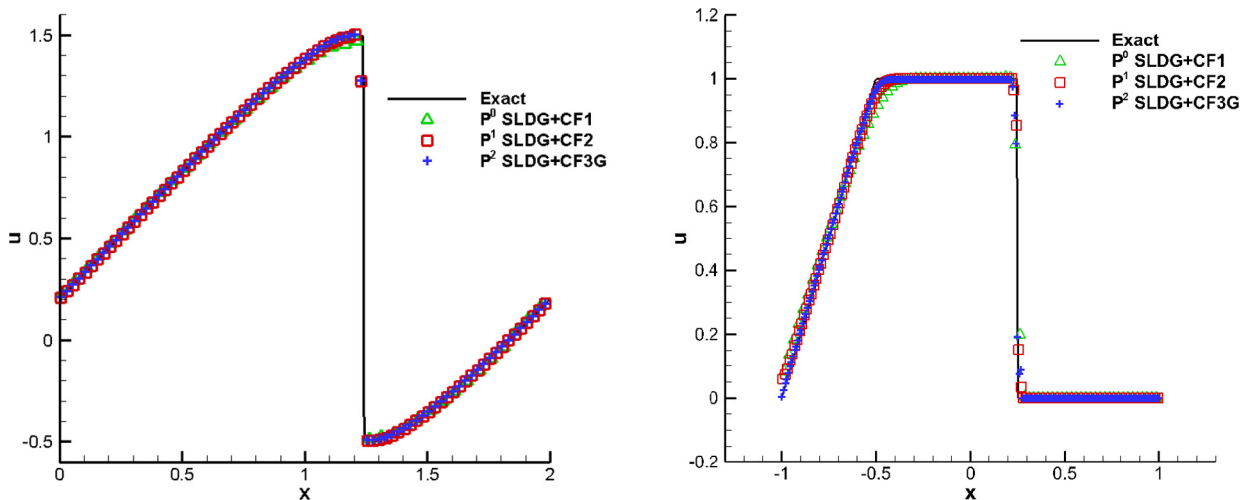 1.5
1
0.5
0
-0.5
u
0
0.5
1
1.5
2
x
Exact
P⁰ SLDG+CF1
P¹ SLDG+CF2
P² SLDG+CF3G
1.2
1
0.8
0.6
0.4
0.2
0
-0.2
u
-1
-0.5
0
0.5
1
x
Exact
P⁰ SLDG+CF1
P¹ SLDG+CF2
P² SLDG+CF3G